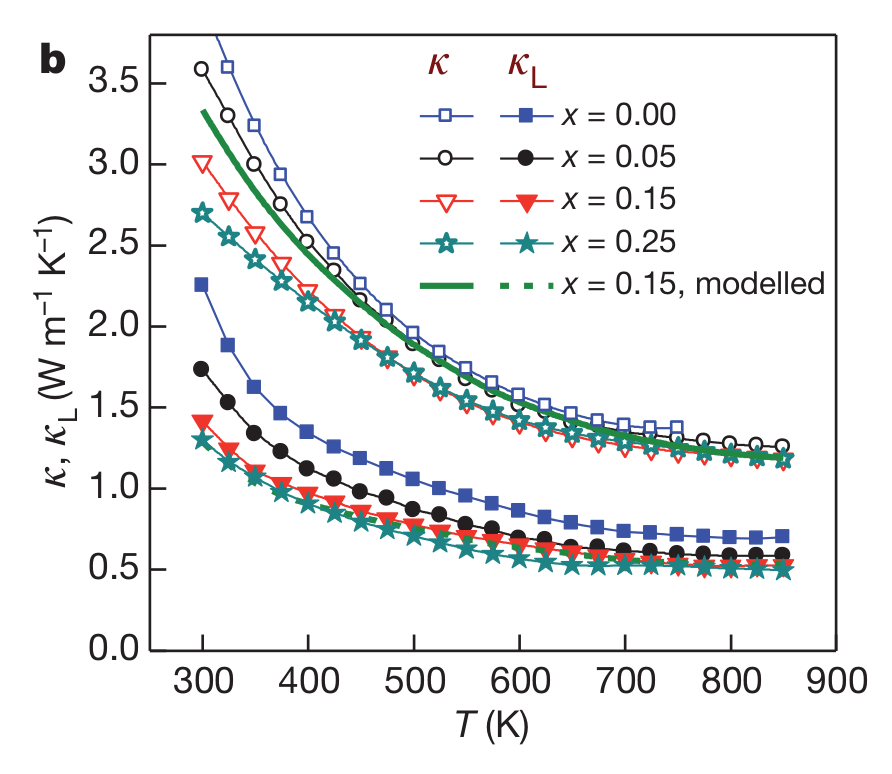 b
κ κL
x = 0.00
x = 0.05
x = 0.15
x = 0.25
x = 0.15, modelled
κ, κL (W m⁻¹ K⁻¹)
3.5
3.0
2.5
2.0
1.5
1.0
0.5
0.0
300 400 500 600 700 800 900
T (K)